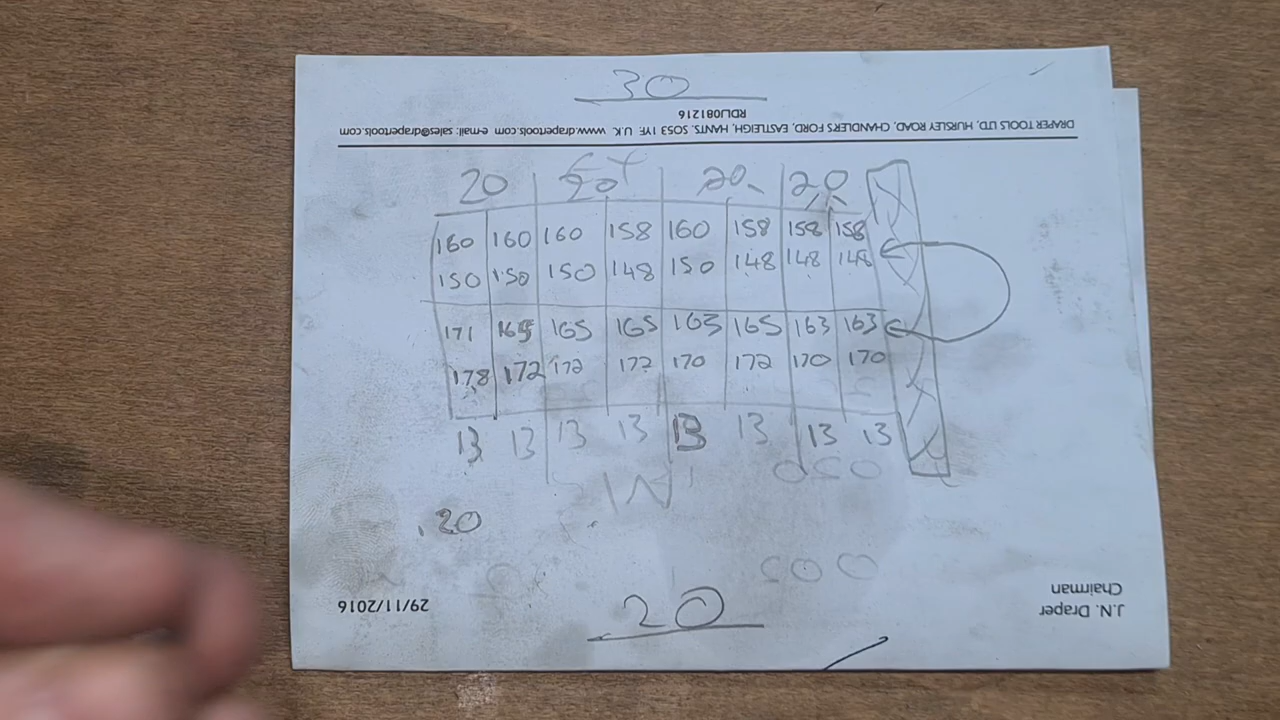 30
RDLJ081216
DRAPER TOOLS LTD, HURSLEY ROAD, CHANDLERS FORD, EASTLEIGH, HANTS, SO53 1YF U.K. www.drapertools.com e-mail: sales@drapertools.com
20 20 20 20
160 160 160 158 160 158 158 158
150 150 150 148 150 148 148 148
171 165 165 165 163 165 163 163
178 172 172 172 170 172 170 170
13 13 13 13 13 13 13 13
IN
.20
005
20
29/11/2016
J.N. Draper
Chairman